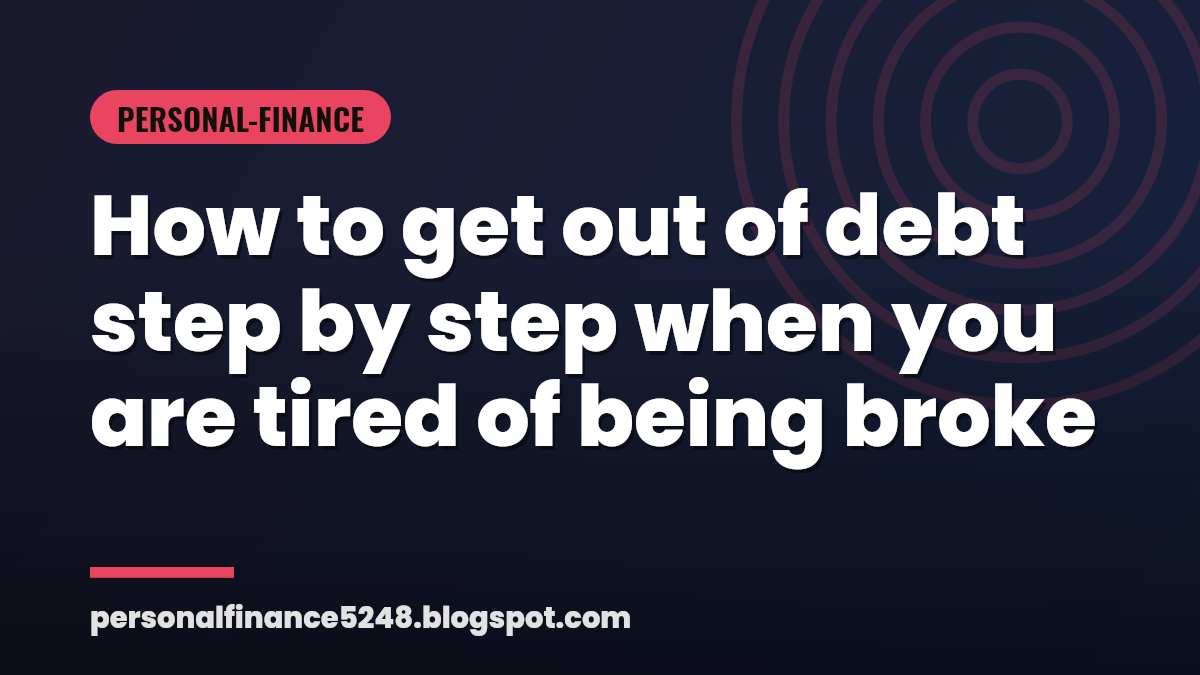 PERSONAL-FINANCE
How to get out of debt
step by step when you
are tired of being broke
personalfinance5248.blogspot.com